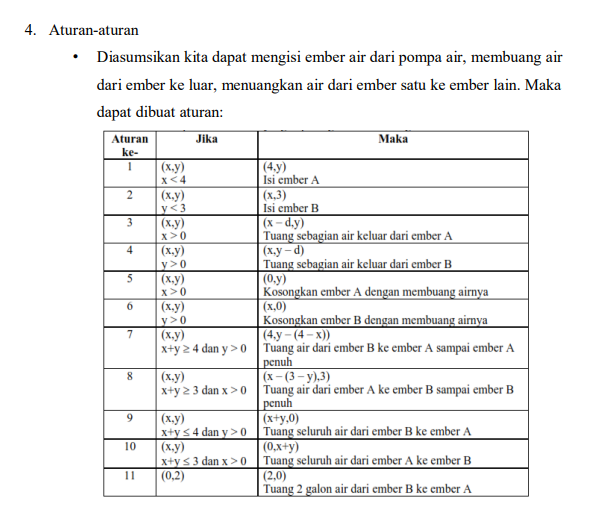 4. Aturan-aturan
• Diasumsikan kita dapat mengisi ember air dari pompa air, membuang air
dari ember ke luar, menuangkan air dari ember satu ke ember lain. Maka
dapat dibuat aturan:
Aturan ke- Jika Maka
1 (x,y) (4,y)
x < 4 Isi ember A
2 (x,y) (x,3)
y < 3 Isi ember B
3 (x,y) (x – d,y)
x > 0 Tuang sebagian air keluar dari ember A
4 (x,y) (x,y – d)
y > 0 Tuang sebagian air keluar dari ember B
5 (x,y) (0,y)
x > 0 Kosongkan ember A dengan membuang airnya
6 (x,y) (x,0)
y > 0 Kosongkan ember B dengan membuang airnya
7 (x,y) (4,y – (4 – x))
x+y ≥ 4 dan y > 0 Tuang air dari ember B ke ember A sampai ember A
penuh
8 (x,y) (x – (3 – y),3)
x+y ≥ 3 dan x > 0 Tuang air dari ember A ke ember B sampai ember B
penuh
9 (x,y) (x+y,0)
x+y ≤ 4 dan y > 0 Tuang seluruh air dari ember B ke ember A
10 (x,y) (0,x+y)
x+y ≤ 3 dan x > 0 Tuang seluruh air dari ember A ke ember B
11 (0,2) (2,0)
Tuang 2 galon air dari ember B ke ember A